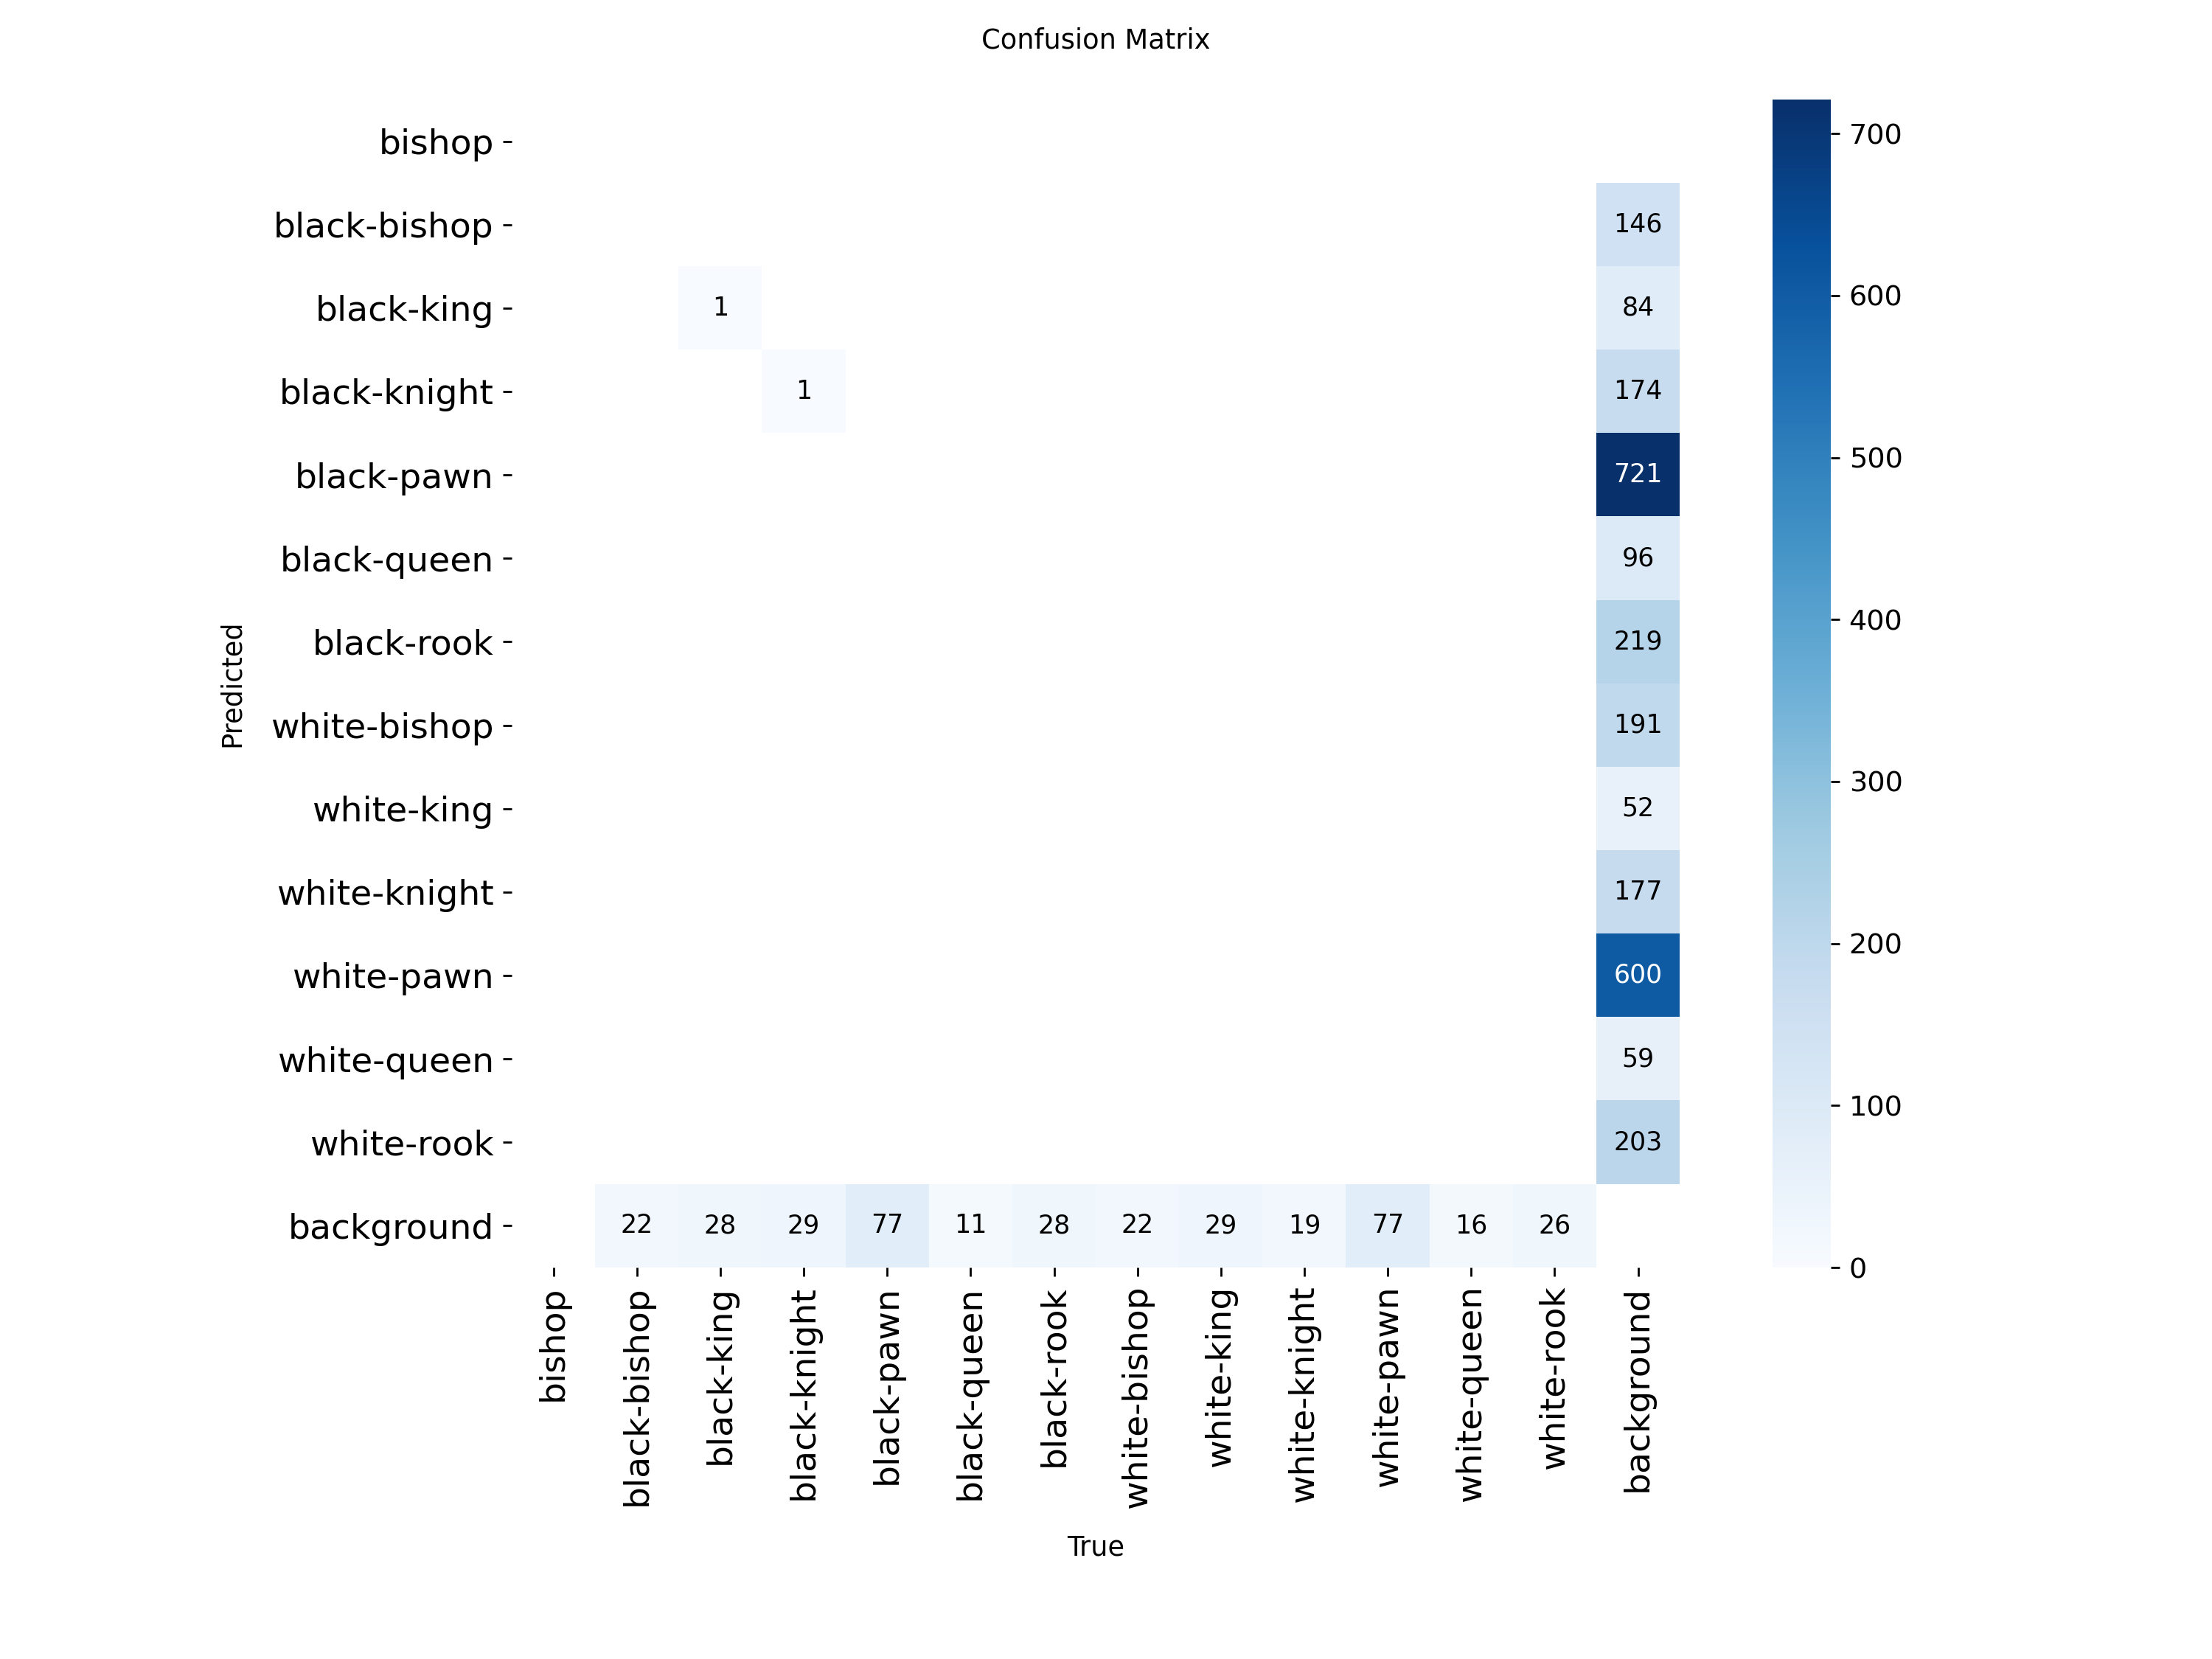 Confusion Matrix
bishop
black-bishop 146
black-king 1 84
black-knight 1 174
black-pawn 721
black-queen 96
black-rook 219
white-bishop 191
white-king 52
white-knight 177
white-pawn 600
white-queen 59
white-rook 203
background 22 28 29 77 11 28 22 29 19 77 16 26
Predicted
bishop
black-bishop
black-king
black-knight
black-pawn
black-queen
black-rook
white-bishop
white-king
white-knight
white-pawn
white-queen
white-rook
background
True
700
600
500
400
300
200
100
0